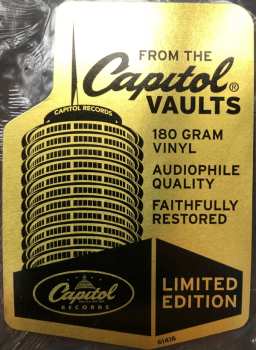 FROM THE
Capitol®
VAULTS
CAPITOL RECORDS
180 GRAM
VINYL
AUDIOPHILE
QUALITY
FAITHFULLY
RESTORED
Capitol
RECORDS
LIMITED
EDITION